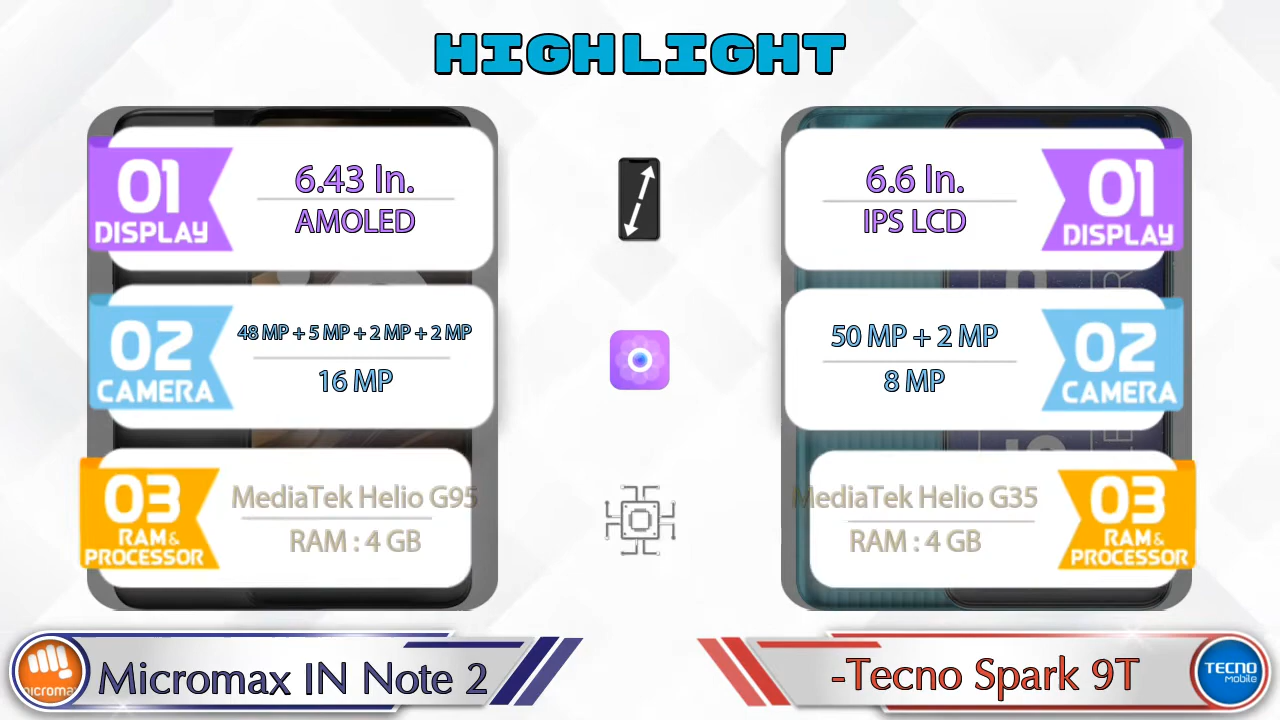 HIGHLIGHT
01
DISPLAY
6.43 In.
AMOLED
6.6 In.
IPS LCD
01
DISPLAY
02
CAMERA
48 MP + 5 MP + 2 MP + 2 MP
16 MP
50 MP + 2 MP
8 MP
02
CAMERA
03
RAM&
PROCESSOR
MediaTek Helio G95
RAM : 4 GB
MediaTek Helio G35
RAM : 4 GB
03
RAM&
PROCESSOR
micromax
Micromax IN Note 2
-Tecno Spark 9T
TECNO
Mobile